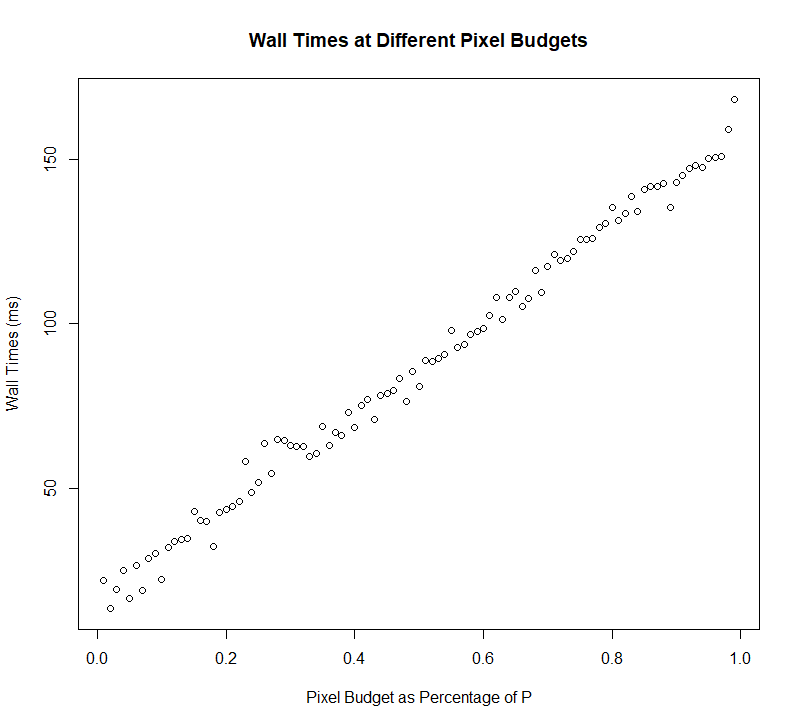 Wall Times at Different Pixel Budgets
Wall Times (ms)
150
100
50
0.0 0.2 0.4 0.6 0.8 1.0
Pixel Budget as Percentage of P